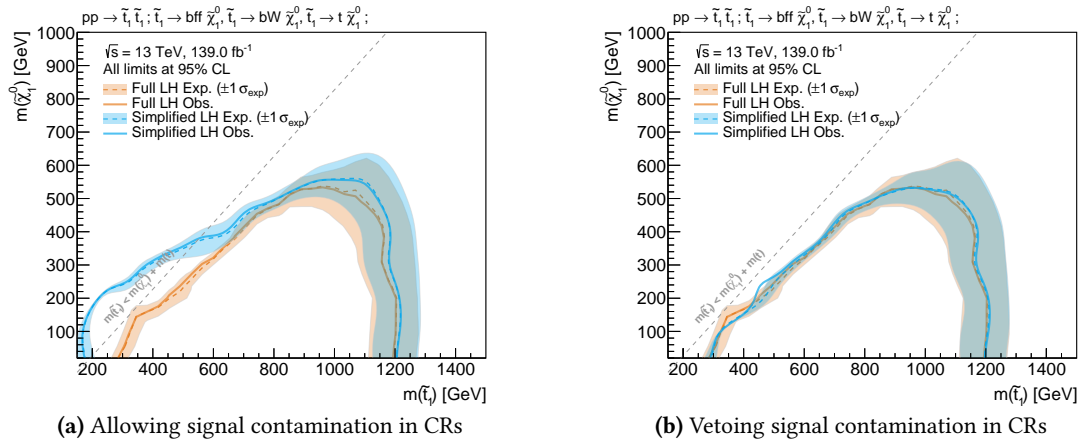 pp → t̃₁ t̃₁ ; t̃₁ → bff χ̃₁⁰, t̃₁ → bW χ̃₁⁰, t̃₁ → t χ̃₁⁰ ;
m(χ̃₁⁰) [GeV]
√s = 13 TeV, 139.0 fb⁻¹
All limits at 95% CL
Full LH Exp. (±1 σexp)
Full LH Obs.
Simplified LH Exp. (±1 σexp)
Simplified LH Obs.
1000
900
800
700
600
500
400
300
200
100
m(t̃₁) < m(χ̃₁⁰) + m(t)
200 400 600 800 1000 1200 1400
m(t̃₁) [GeV]
(a) Allowing signal contamination in CRs
pp → t̃₁ t̃₁ ; t̃₁ → bff χ̃₁⁰, t̃₁ → bW χ̃₁⁰, t̃₁ → t χ̃₁⁰ ;
m(χ̃₁⁰) [GeV]
√s = 13 TeV, 139.0 fb⁻¹
All limits at 95% CL
Full LH Exp. (±1 σexp)
Full LH Obs.
Simplified LH Exp. (±1 σexp)
Simplified LH Obs.
1000
900
800
700
600
500
400
300
200
100
m(t̃₁) < m(χ̃₁⁰) + m(t)
200 400 600 800 1000 1200 1400
m(t̃₁) [GeV]
(b) Vetoing signal contamination in CRs